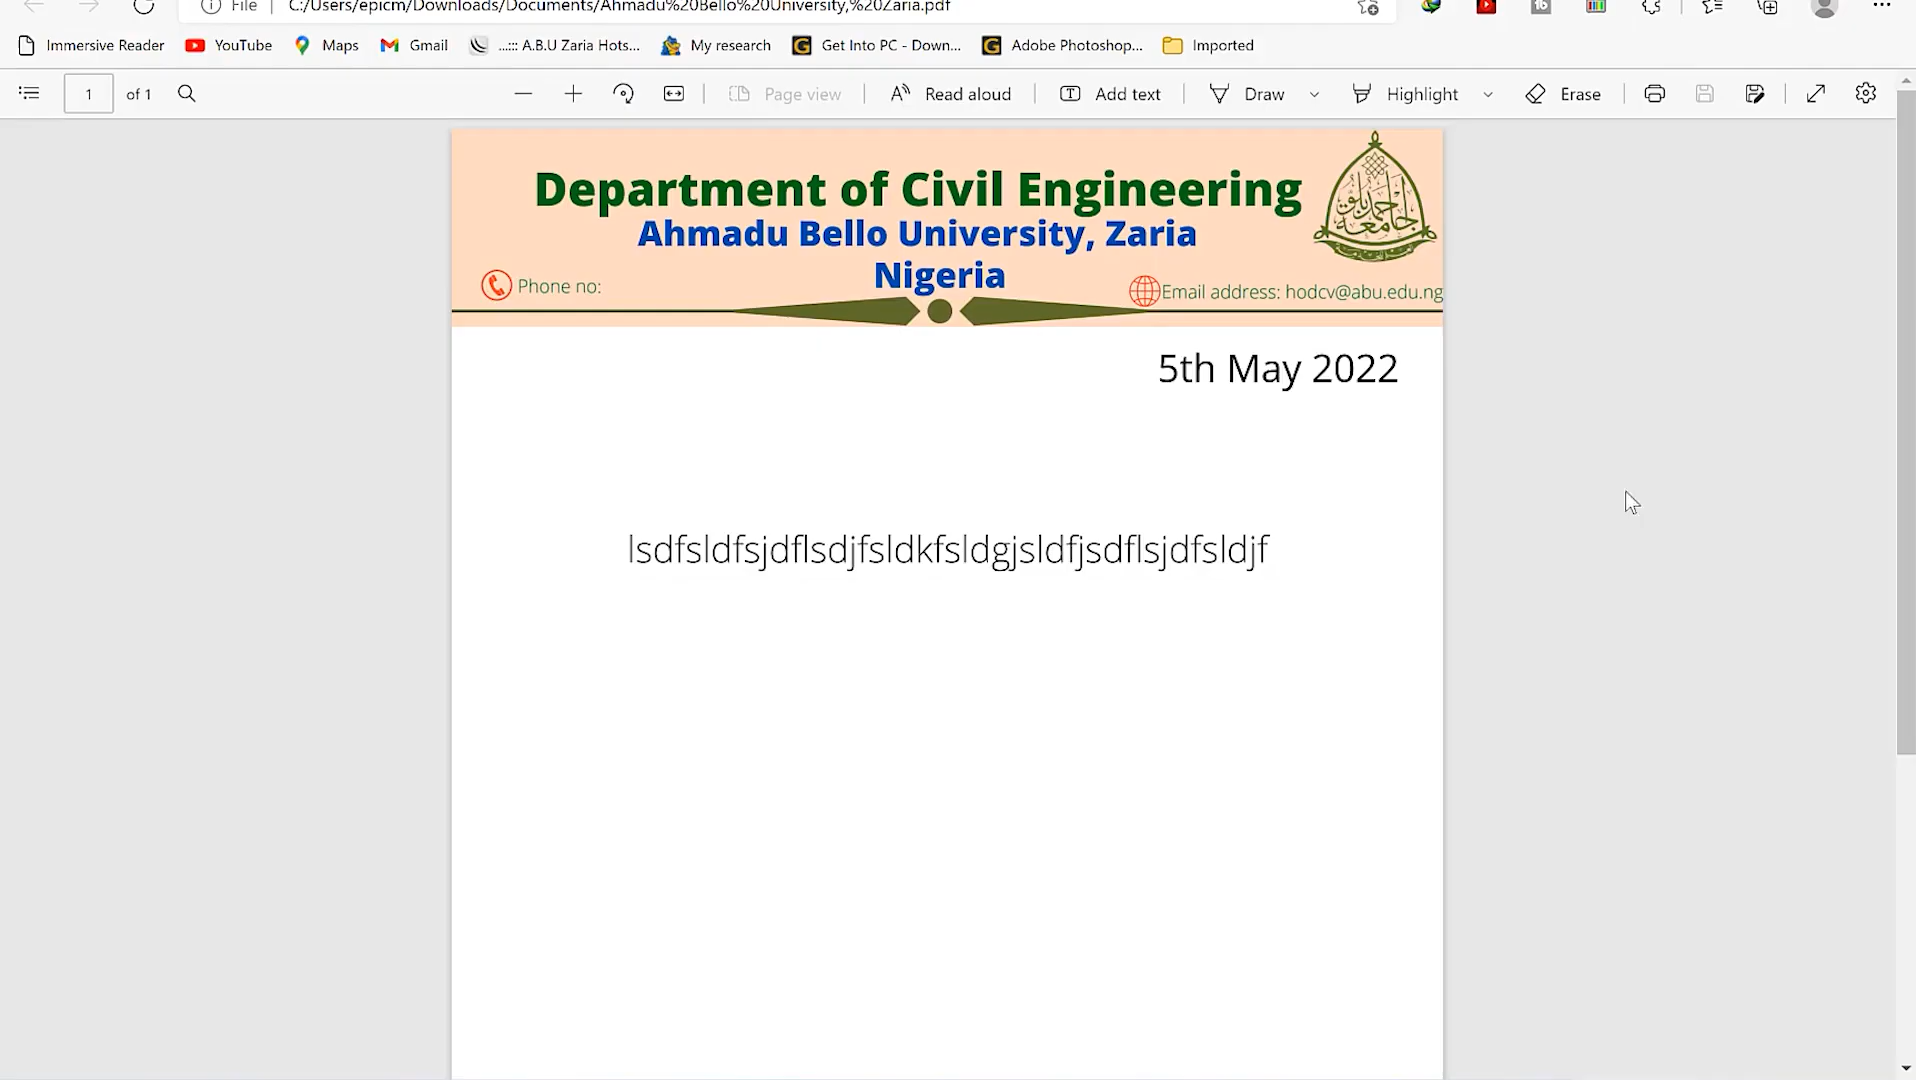 File
C:/Users/epicm/Downloads/Documents/Ahmadu%20Bello%20University,%20Zaria.pdf
Immersive Reader
YouTube
Maps
Gmail
...::: A.B.U Zaria Hots...
My research
Get Into PC - Down...
Adobe Photoshop...
Imported
1
of 1
Page view
Read aloud
Add text
Draw
Highlight
Erase
Department of Civil Engineering
Ahmadu Bello University, Zaria
Nigeria
Phone no:
Email address: hodcv@abu.edu.ng
5th May 2022
lsdfsldfsjdflsdjfsldkfsldgjsldfjsdflsjdfsldjf